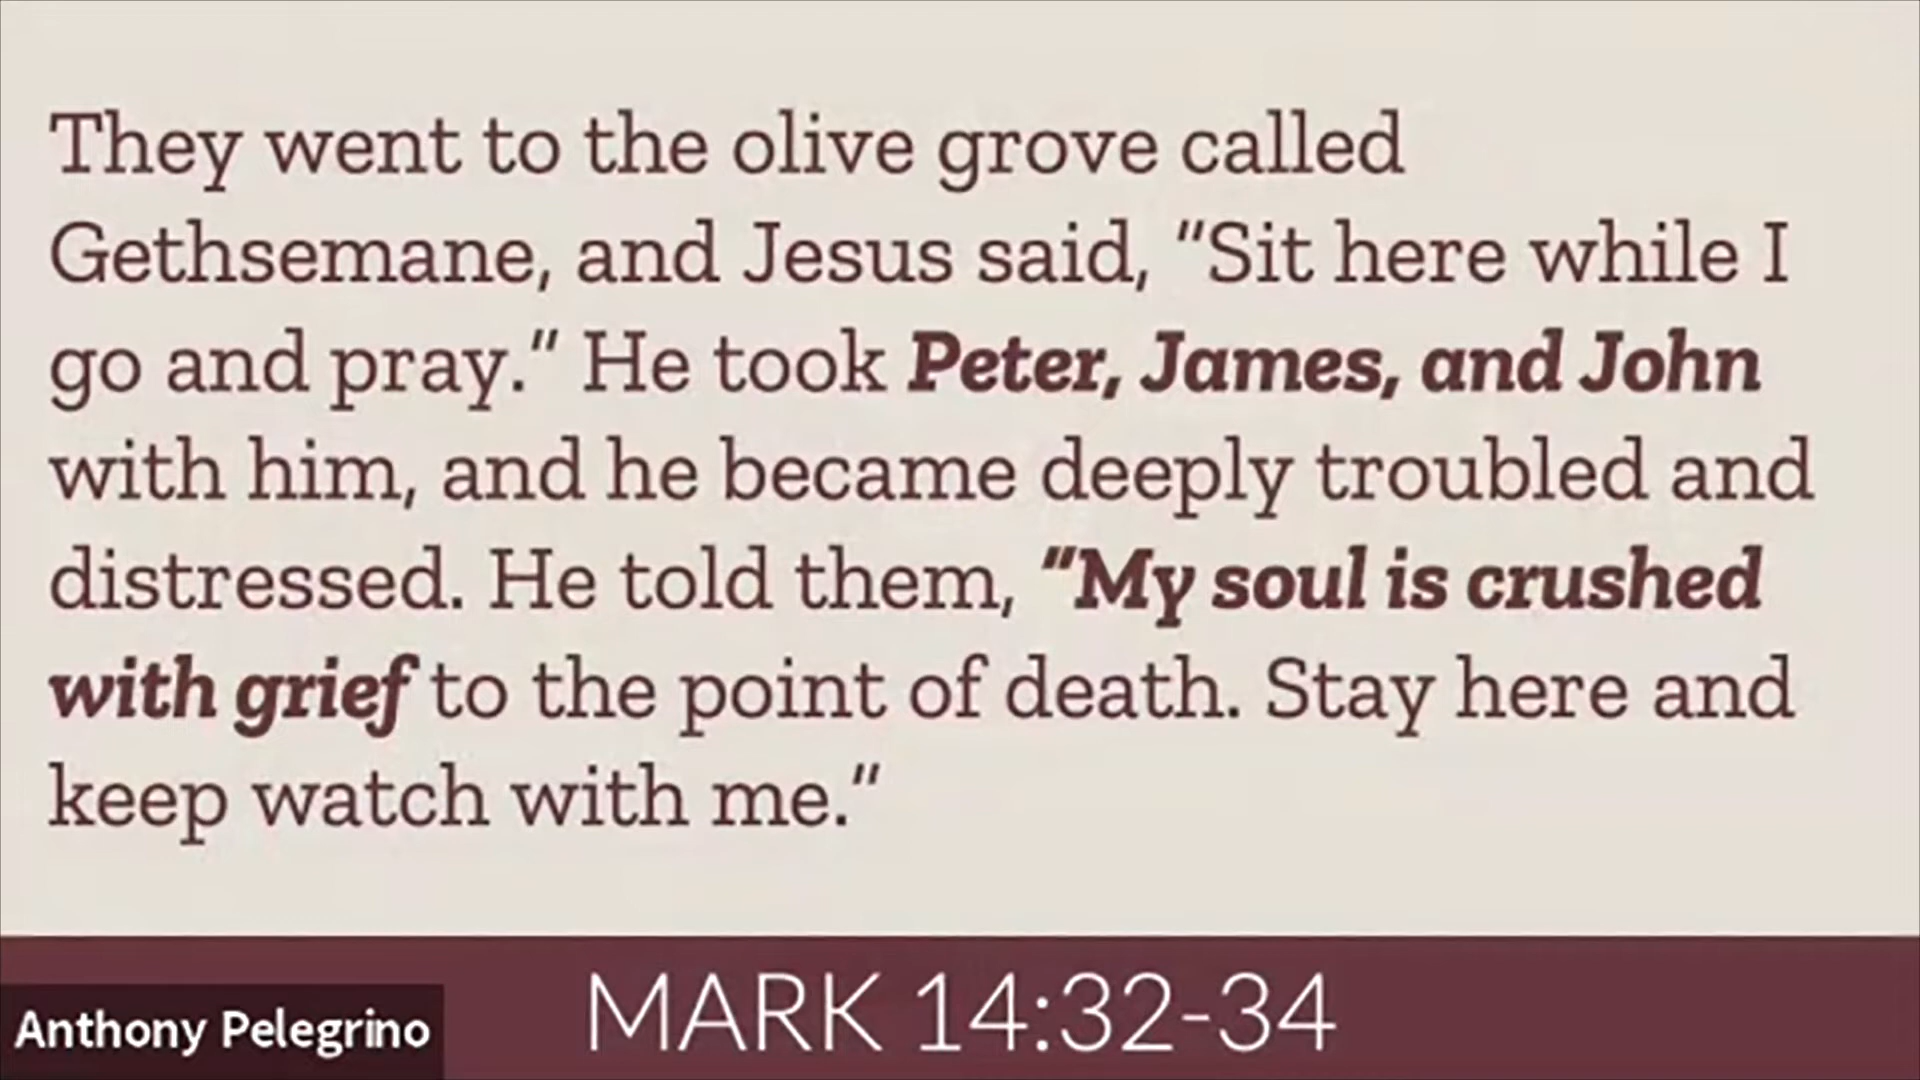 They went to the olive grove called
Gethsemane, and Jesus said, "Sit here while I
go and pray." He took Peter, James, and John
with him, and he became deeply troubled and
distressed. He told them, "My soul is crushed
with grief to the point of death. Stay here and
keep watch with me."
MARK 14:32-34
Anthony Pelegrino